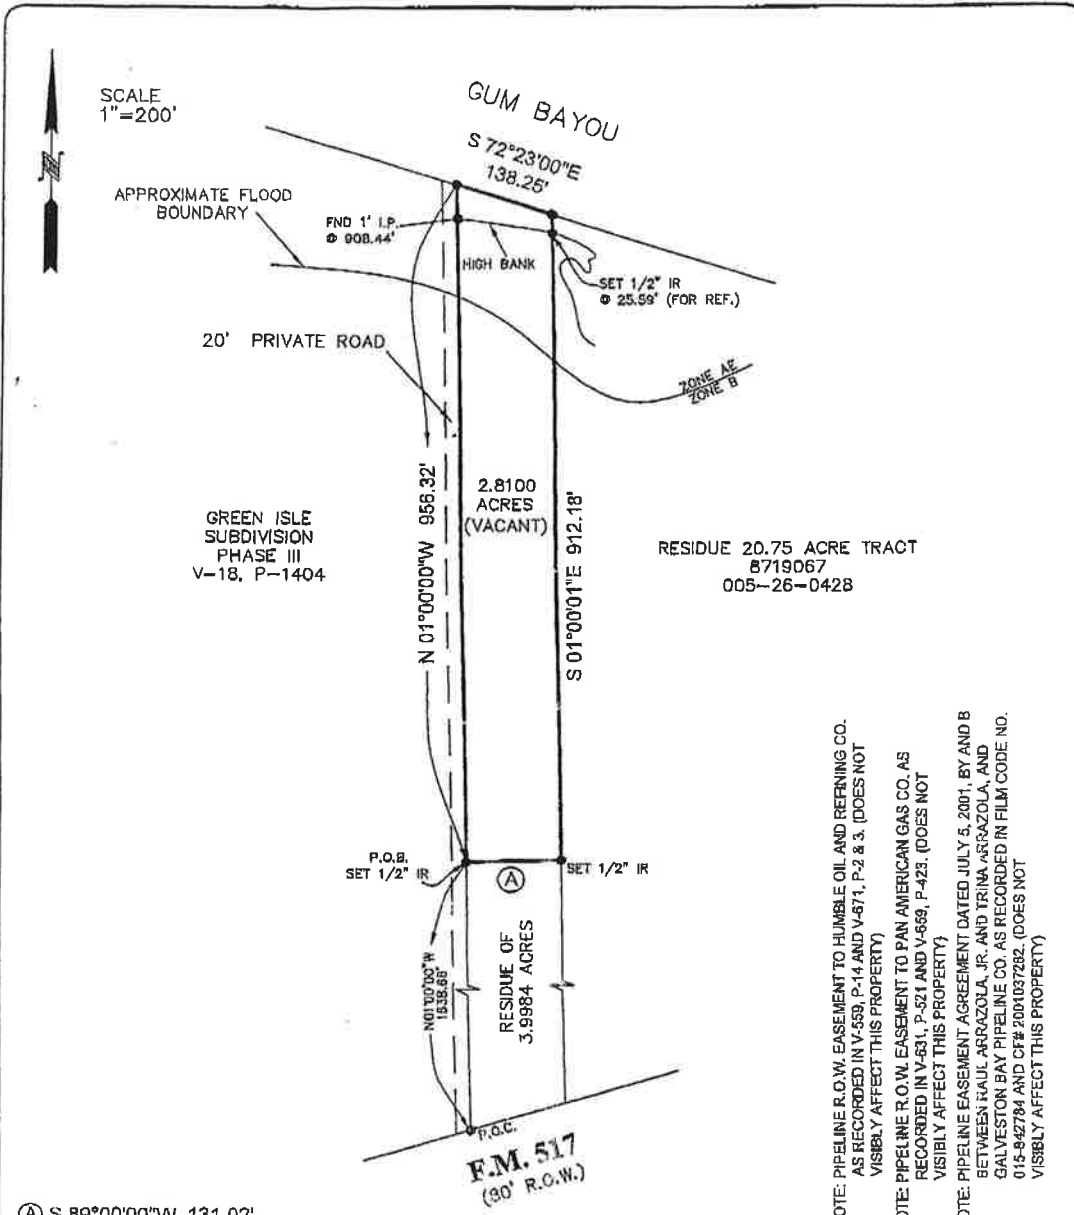 SCALE
1"=200'
GUM BAYOU
S 72°23'00"E
138.25'
APPROXIMATE FLOOD
BOUNDARY
FND 1' I.P.
@ 908.44'
HIGH BANK
SET 1/2" IR
@ 25.59' (FOR REF.)
20' PRIVATE ROAD
ZONE AE
ZONE B
N 01°00'00"W 956.32'
2.8100
ACRES
(VACANT)
S 01°00'01"E 912.18'
GREEN ISLE
SUBDIVISION
PHASE III
V-18, P-1404
RESIDUE 20.75 ACRE TRACT
8719067
005-26-0428
P.O.B.
SET 1/2" IR
A
SET 1/2" IR
N01°00'00"W
1638.68'
RESIDUE OF
3.9984 ACRES
P.O.C.
F.M. 517
(80' R.O.W.)
OTE: PIPELINE R.O.W. EASEMENT TO HUMBLE OIL AND REFINING CO.
AS RECORDED IN V-559, P-14 AND V-671, P-2 & 3. (DOES NOT
VISIBLY AFFECT THIS PROPERTY)
OTE: PIPELINE R.O.W. EASEMENT TO PAN AMERICAN GAS CO. AS
RECORDED IN V-631, P-521 AND V-659, P-423. (DOES NOT
VISIBLY AFFECT THIS PROPERTY)
OTE: PIPELINE EASEMENT AGREEMENT DATED JULY 5, 2001, BY AND B
BETWEEN RAUL ARRAZOLA, JR. AND TRINA ARRAZOLA, AND
GALVESTON BAY PIPELINE CO. AS RECORDED IN FILM CODE NO.
015-842784 AND CF# 2001037282. (DOES NOT
VISIBLY AFFECT THIS PROPERTY)
A S 89°00'00"W 131.02'